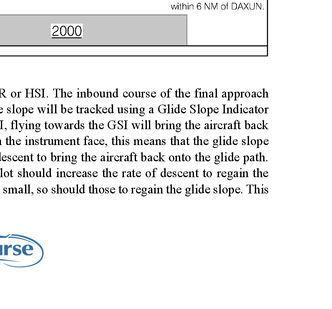 within 6 NM of DAXUN.
2000
R or HSI. The inbound course of the final approach
e slope will be tracked using a Glide Slope Indicator
I, flying towards the GSI will bring the aircraft back
the instrument face, this means that the glide slope
descent to bring the aircraft back onto the glide path.
lot should increase the rate of descent to regain the
small, so should those to regain the glide slope. This
urse